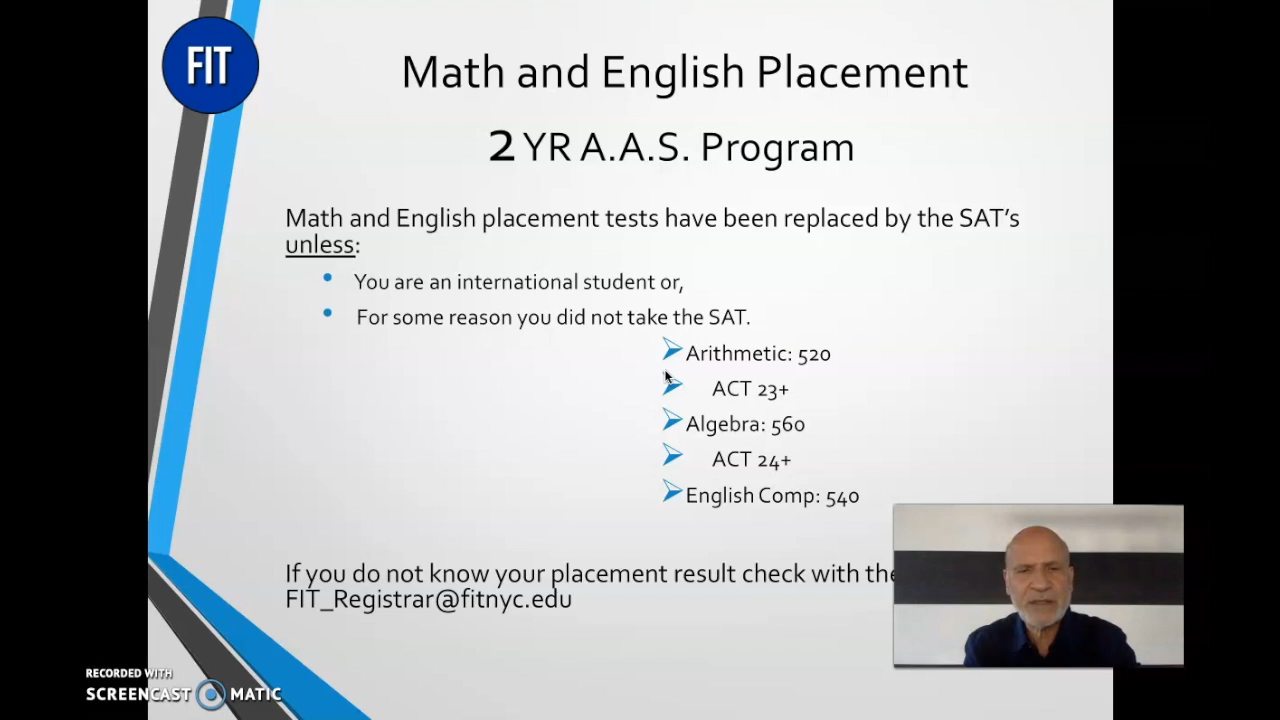 FIT
Math and English Placement
2 YR A.A.S. Program
Math and English placement tests have been replaced by the SAT’s
unless:
• You are an international student or,
• For some reason you did not take the SAT.
Arithmetic: 520
ACT 23+
Algebra: 560
ACT 24+
English Comp: 540
If you do not know your placement result check with the
FIT_Registrar@fitnyc.edu
RECORDED WITH
SCREENCAST MATIC